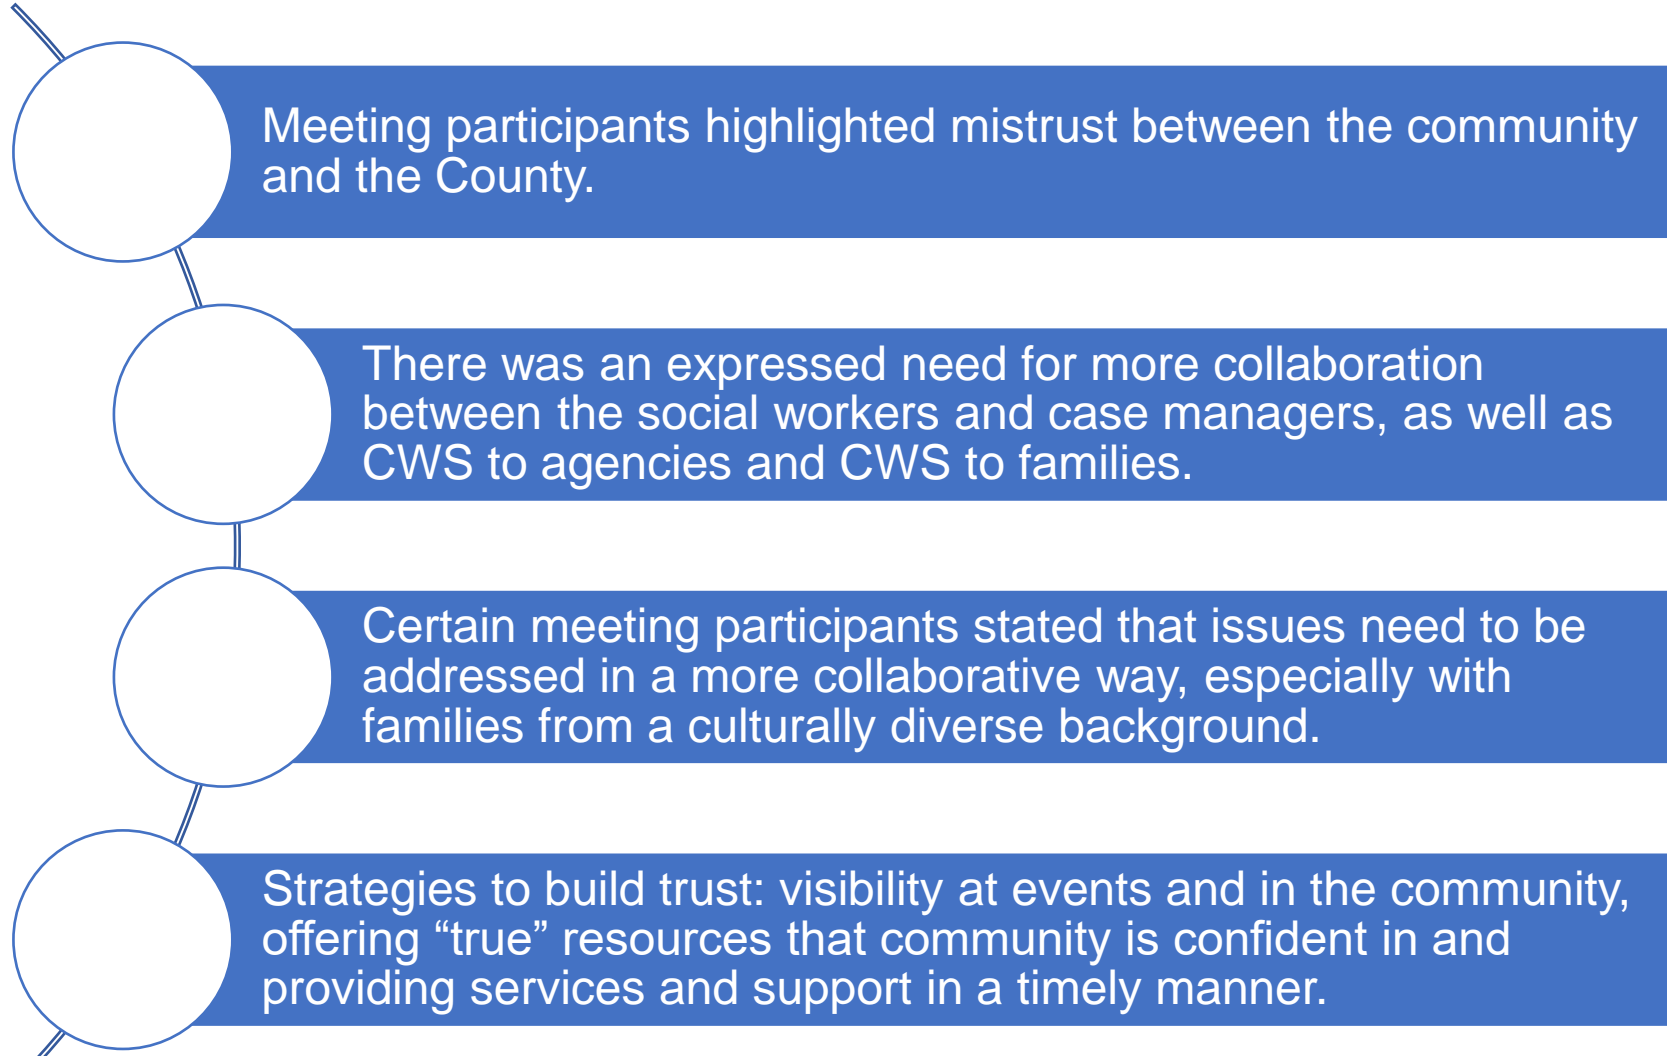 Meeting participants highlighted mistrust between the community
and the County.
There was an expressed need for more collaboration
between the social workers and case managers, as well as
CWS to agencies and CWS to families.
Certain meeting participants stated that issues need to be
addressed in a more collaborative way, especially with
families from a culturally diverse background.
Strategies to build trust: visibility at events and in the community,
offering “true” resources that community is confident in and
providing services and support in a timely manner.